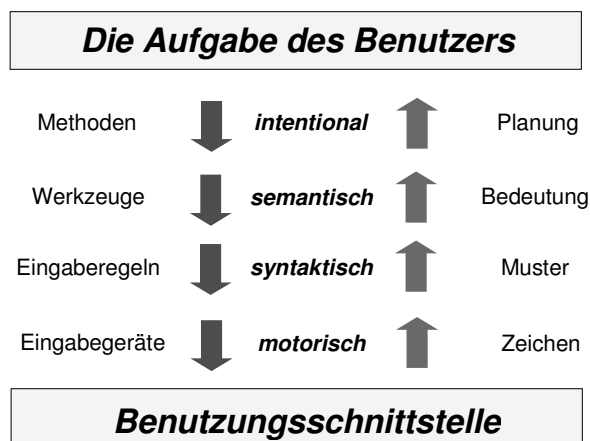 Die Aufgabe des Benutzers
Methoden intentional Planung
Werkzeuge semantisch Bedeutung
Eingaberegeln syntaktisch Muster
Eingabegeräte motorisch Zeichen
Benutzungsschnittstelle